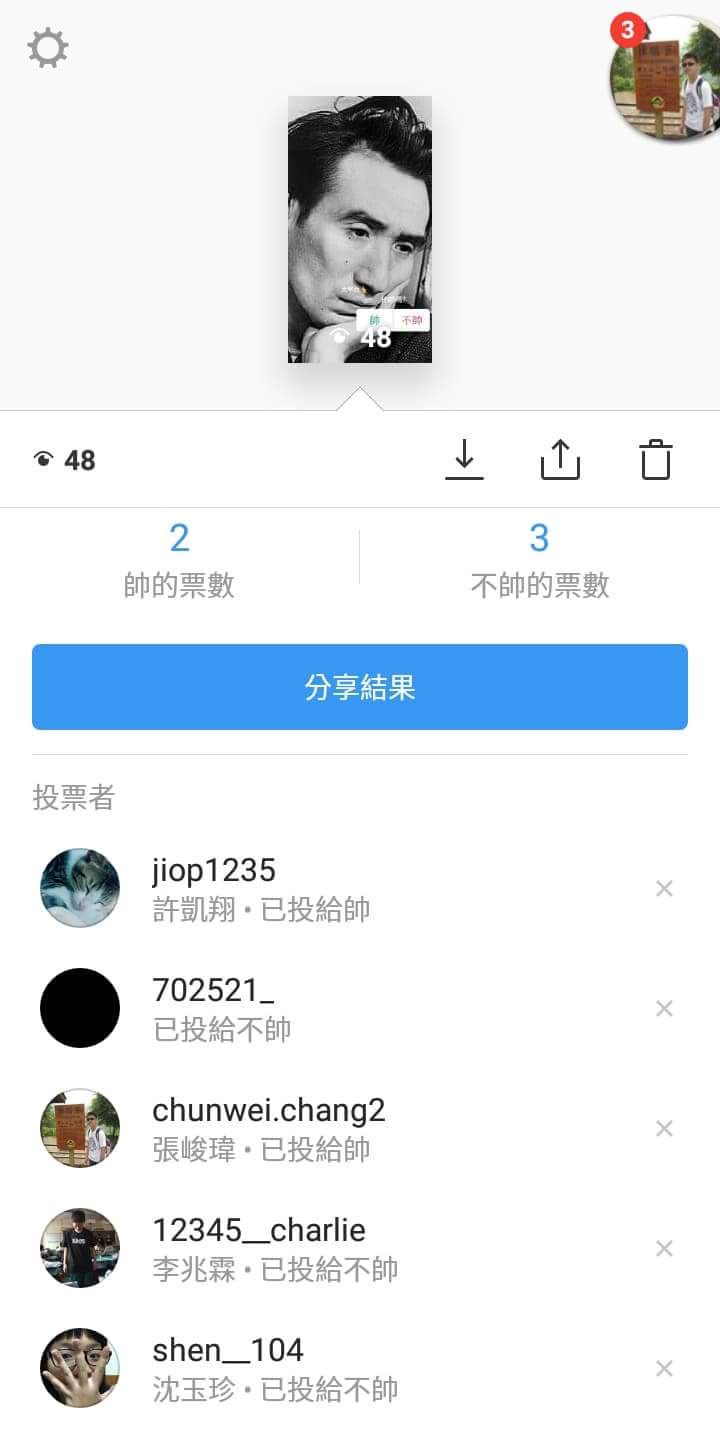 3
帥
不帥
48
48
2
帥的票數
3
不帥的票數
分享結果
投票者
jiop1235
許凱翔 • 已投給帥
702521_
已投給不帥
chunwei.chang2
張峻瑋 • 已投給帥
12345__charlie
李兆霖 • 已投給不帥
shen__104
沈玉珍 • 已投給不帥